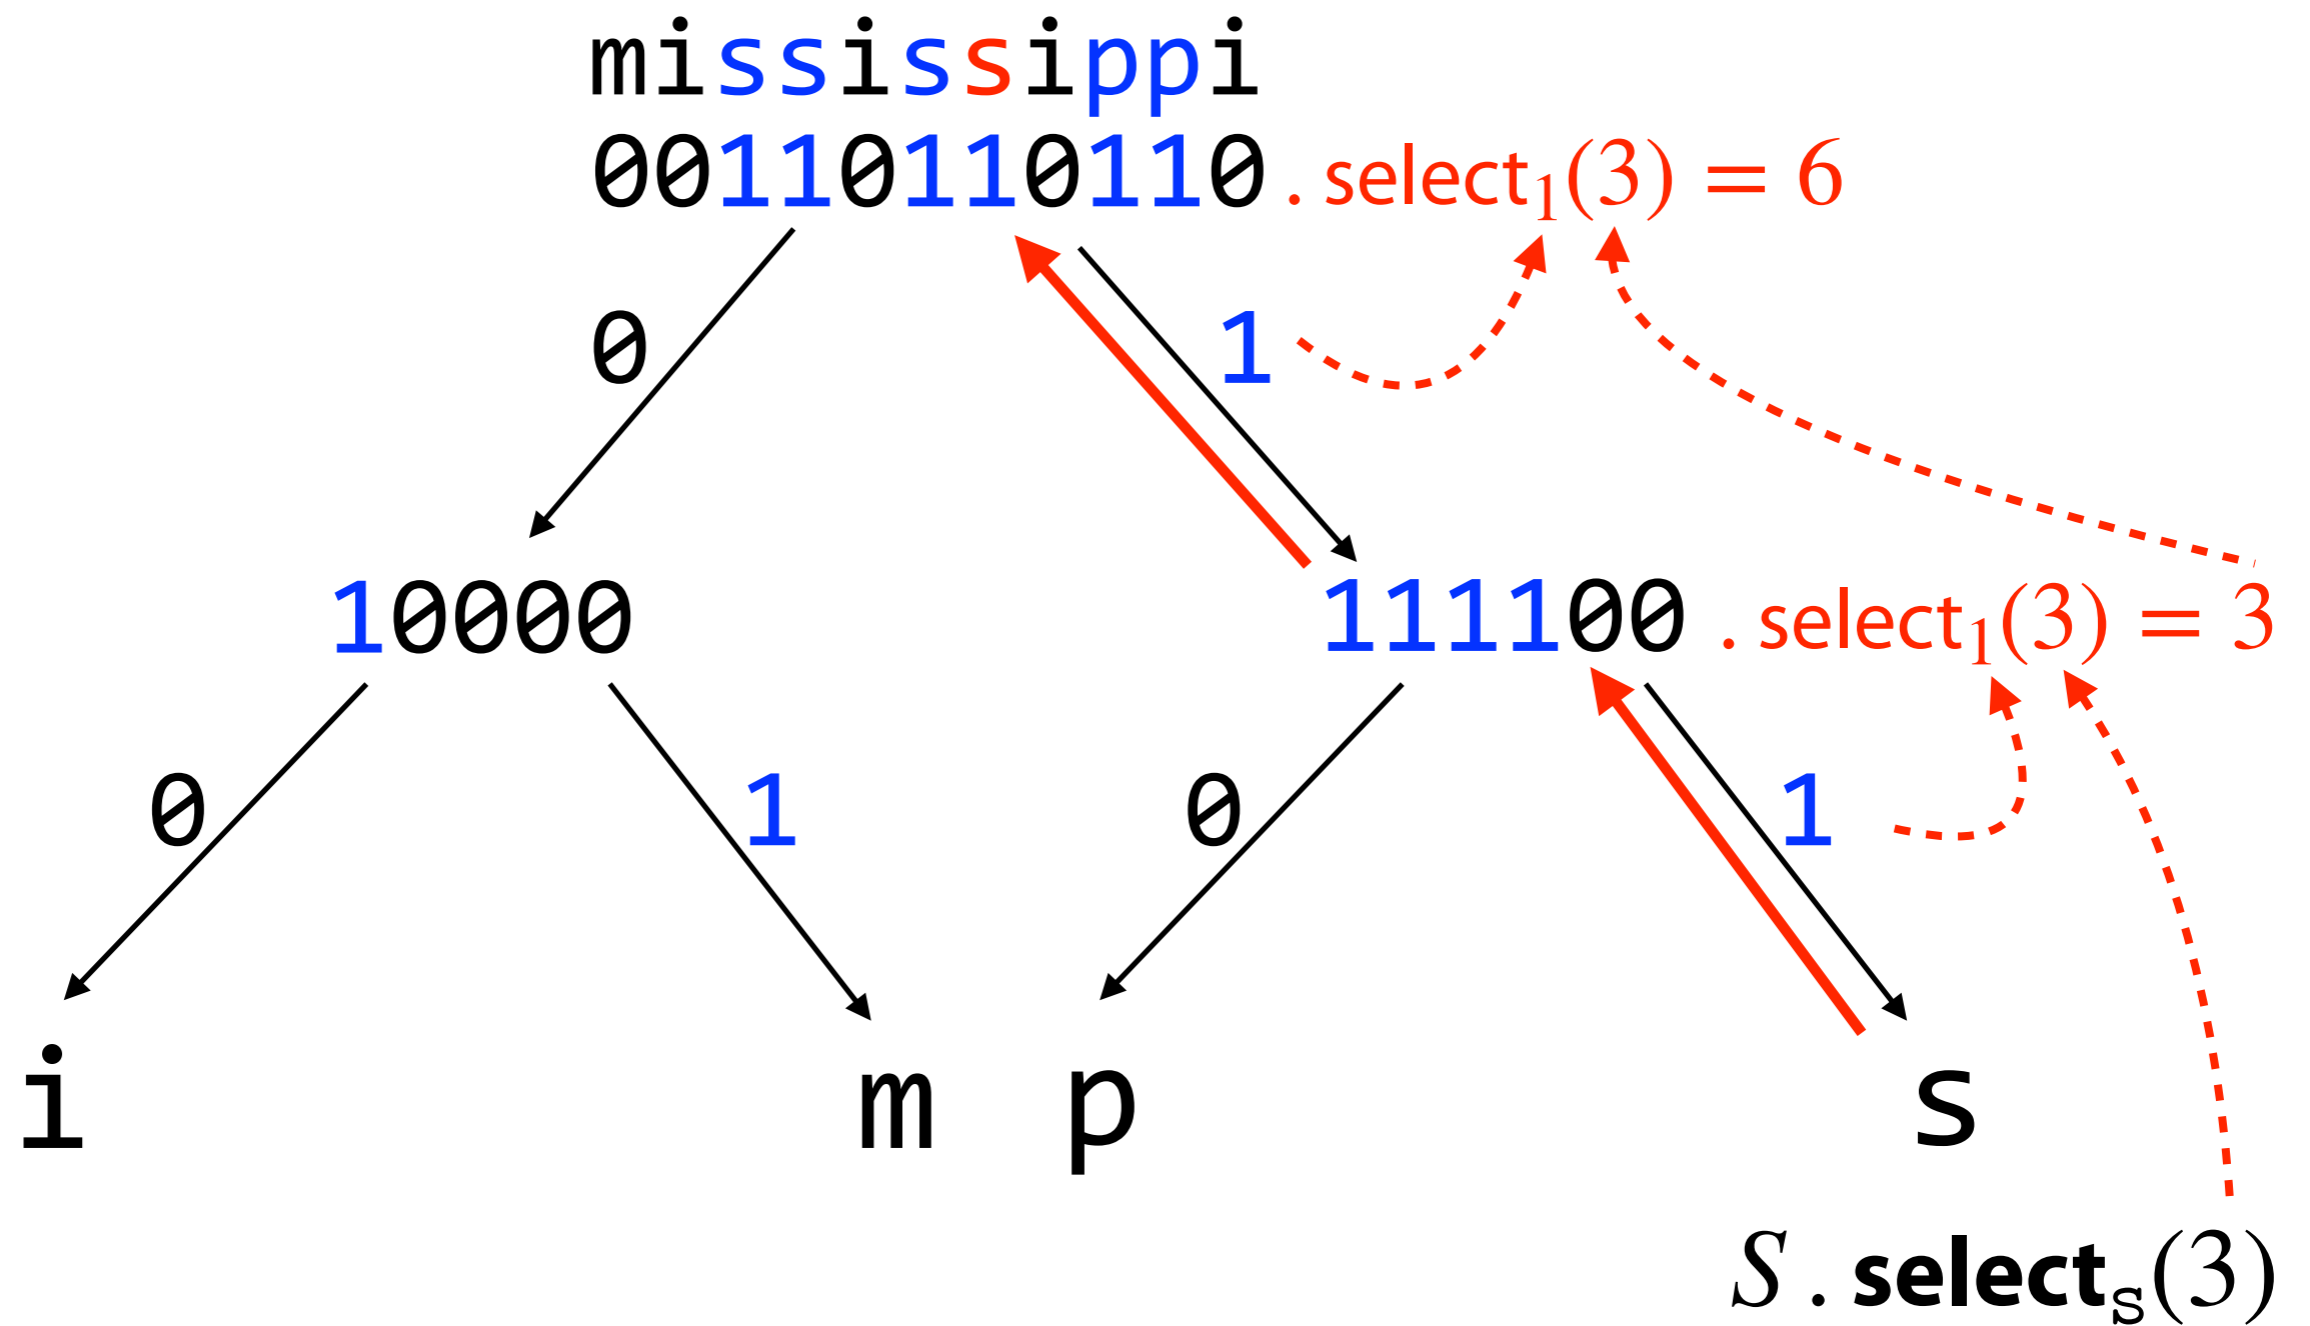 mississippi
00110110110 . select₁(3) = 6
0 1
10000 111100 . select₁(3) = 3
0 1 0 1
i m p s
S . selectₛ(3)